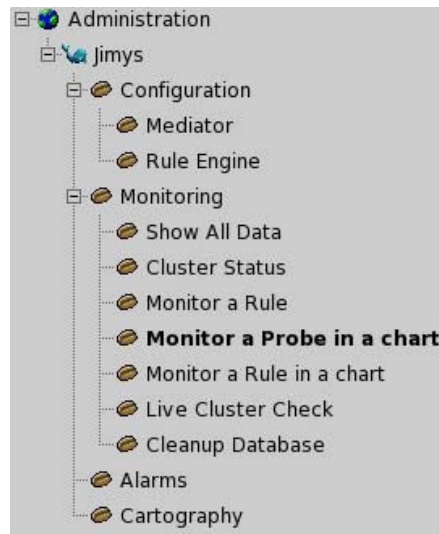 Administration
Jimys
Configuration
Mediator
Rule Engine
Monitoring
Show All Data
Cluster Status
Monitor a Rule
Monitor a Probe in a chart
Monitor a Rule in a chart
Live Cluster Check
Cleanup Database
Alarms
Cartography